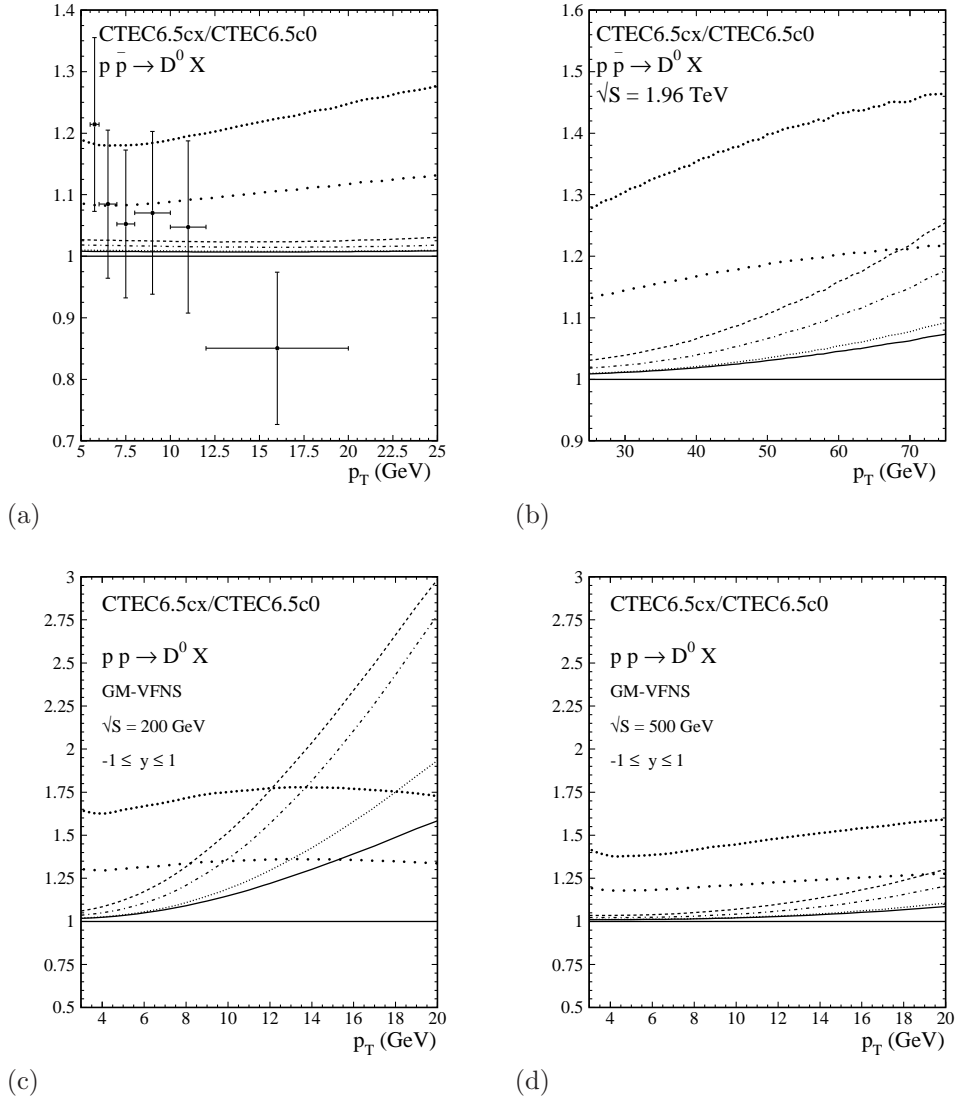 CTEC6.5cx/CTEC6.5c0
p p̄ → D⁰ X
1.4
1.3
1.2
1.1
1
0.9
0.8
0.7
5 7.5 10 12.5 15 17.5 20 22.5 25
p_T (GeV)
(a)
CTEC6.5cx/CTEC6.5c0
p p̄ → D⁰ X
√S = 1.96 TeV
1.6
1.5
1.4
1.3
1.2
1.1
1
0.9
30 40 50 60 70
p_T (GeV)
(b)
CTEC6.5cx/CTEC6.5c0
p p → D⁰ X
GM-VFNS
√S = 200 GeV
-1 ≤ y ≤ 1
3
2.75
2.5
2.25
2
1.75
1.5
1.25
1
0.75
0.5
4 6 8 10 12 14 16 18 20
p_T (GeV)
(c)
CTEC6.5cx/CTEC6.5c0
p p → D⁰ X
GM-VFNS
√S = 500 GeV
-1 ≤ y ≤ 1
3
2.75
2.5
2.25
2
1.75
1.5
1.25
1
0.75
0.5
4 6 8 10 12 14 16 18 20
p_T (GeV)
(d)